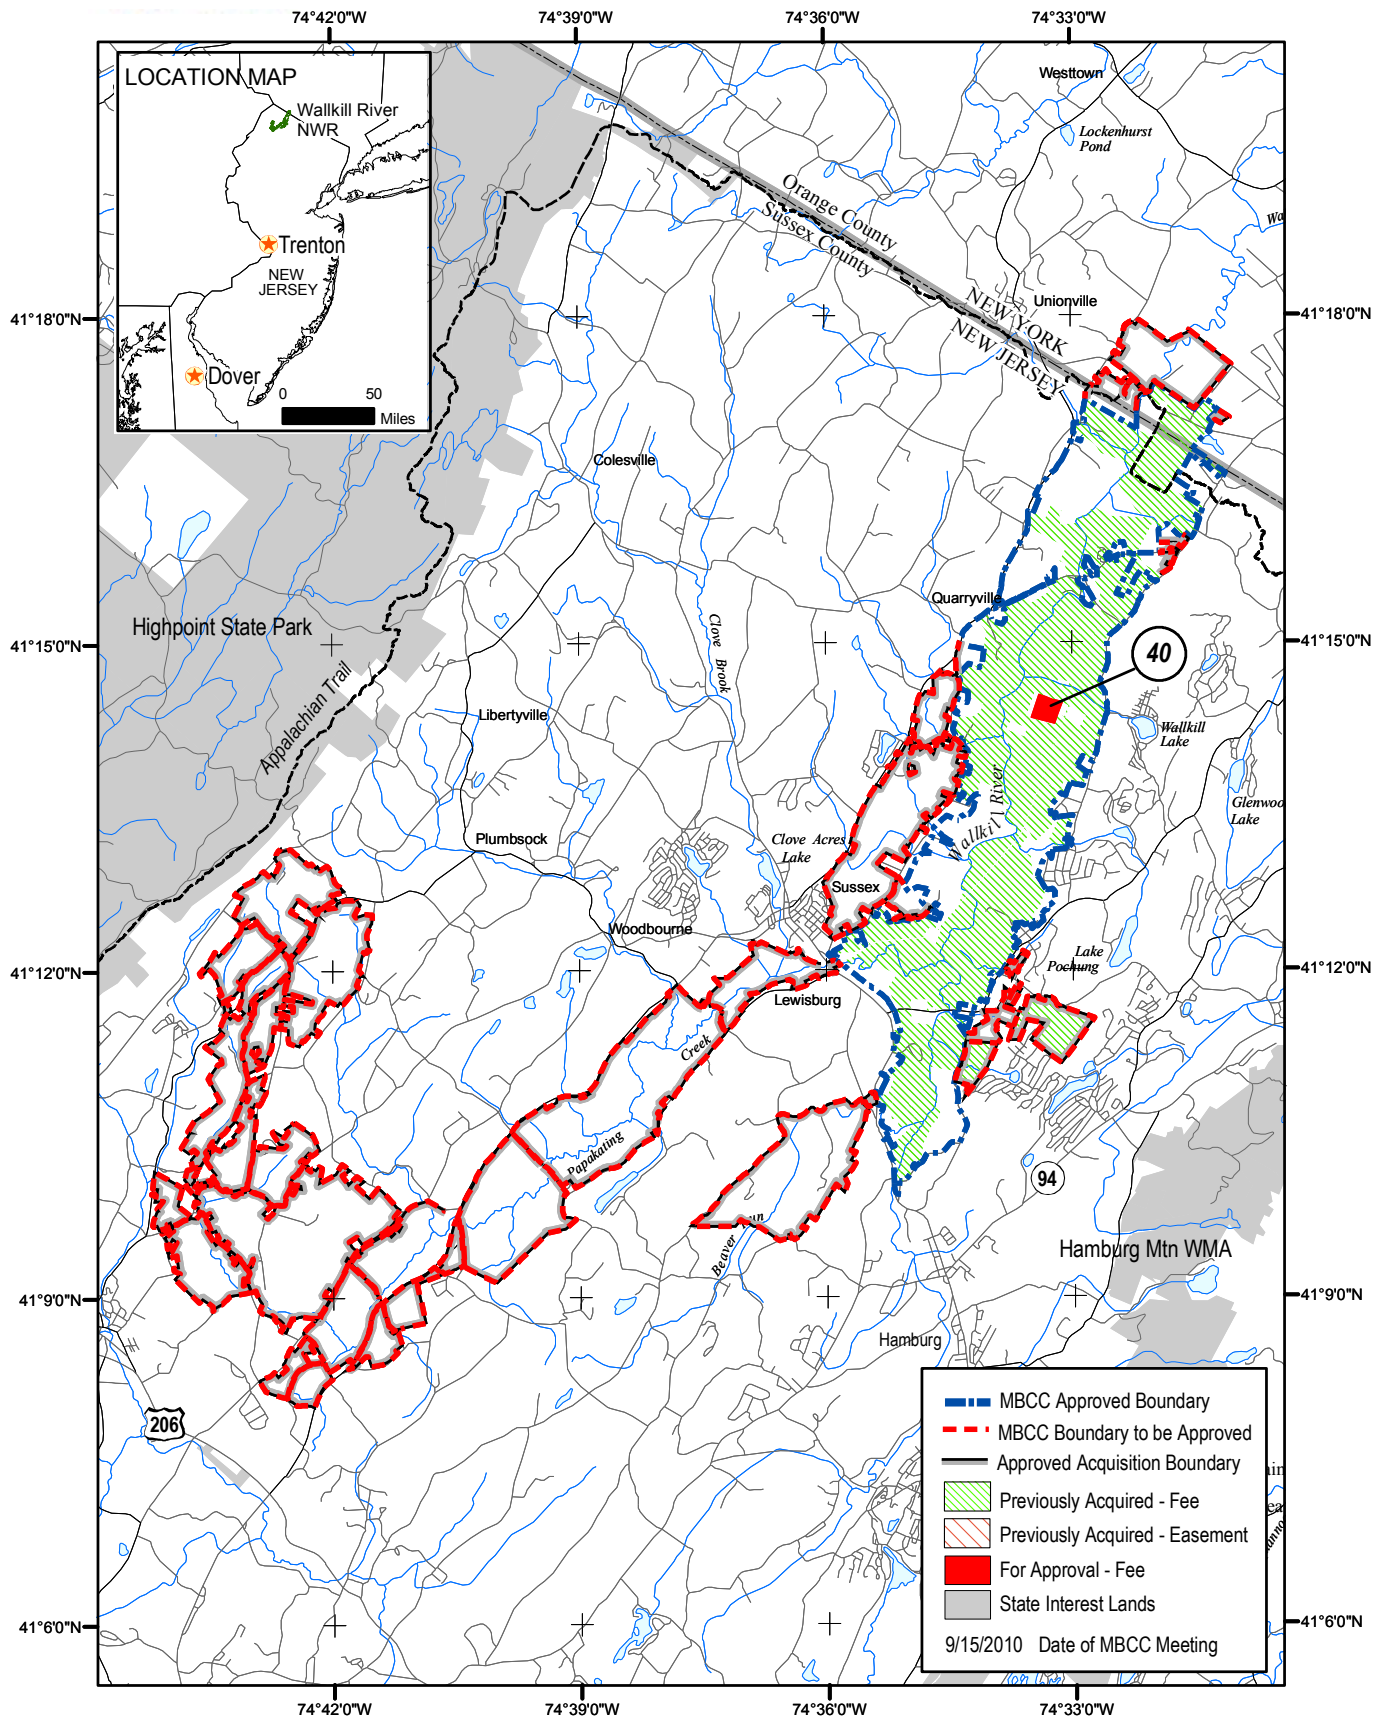 74°42'0"W
74°39'0"W
74°36'0"W
74°33'0"W
LOCATION MAP
Wallkill River
NWR
Trenton
NEW
JERSEY
Dover
0
50
Miles
Westtown
Lockenhurst
Pond
Wa
Orange County
Sussex County
NEW YORK
NEW JERSEY
Unionville
41°18'0"N
41°18'0"N
Colesville
Quarryville
Highpoint State Park
Clove Brook
41°15'0"N
41°15'0"N
40
Appalachian Trail
Libertyville
Wallkill
Lake
Wallkill River
Glenwoo
Lake
Plumbsock
Clove Acres
Lake
Sussex
Woodbourne
Lake
Pochung
41°12'0"N
41°12'0"N
Lewisburg
Creek
Papakating
94
Beaver Run
Hamburg Mtn WMA
41°9'0"N
41°9'0"N
Hamburg
206
MBCC Approved Boundary
MBCC Boundary to be Approved
Approved Acquisition Boundary
Previously Acquired - Fee
Previously Acquired - Easement
For Approval - Fee
State Interest Lands
9/15/2010 Date of MBCC Meeting
41°6'0"N
41°6'0"N
74°42'0"W
74°39'0"W
74°36'0"W
74°33'0"W